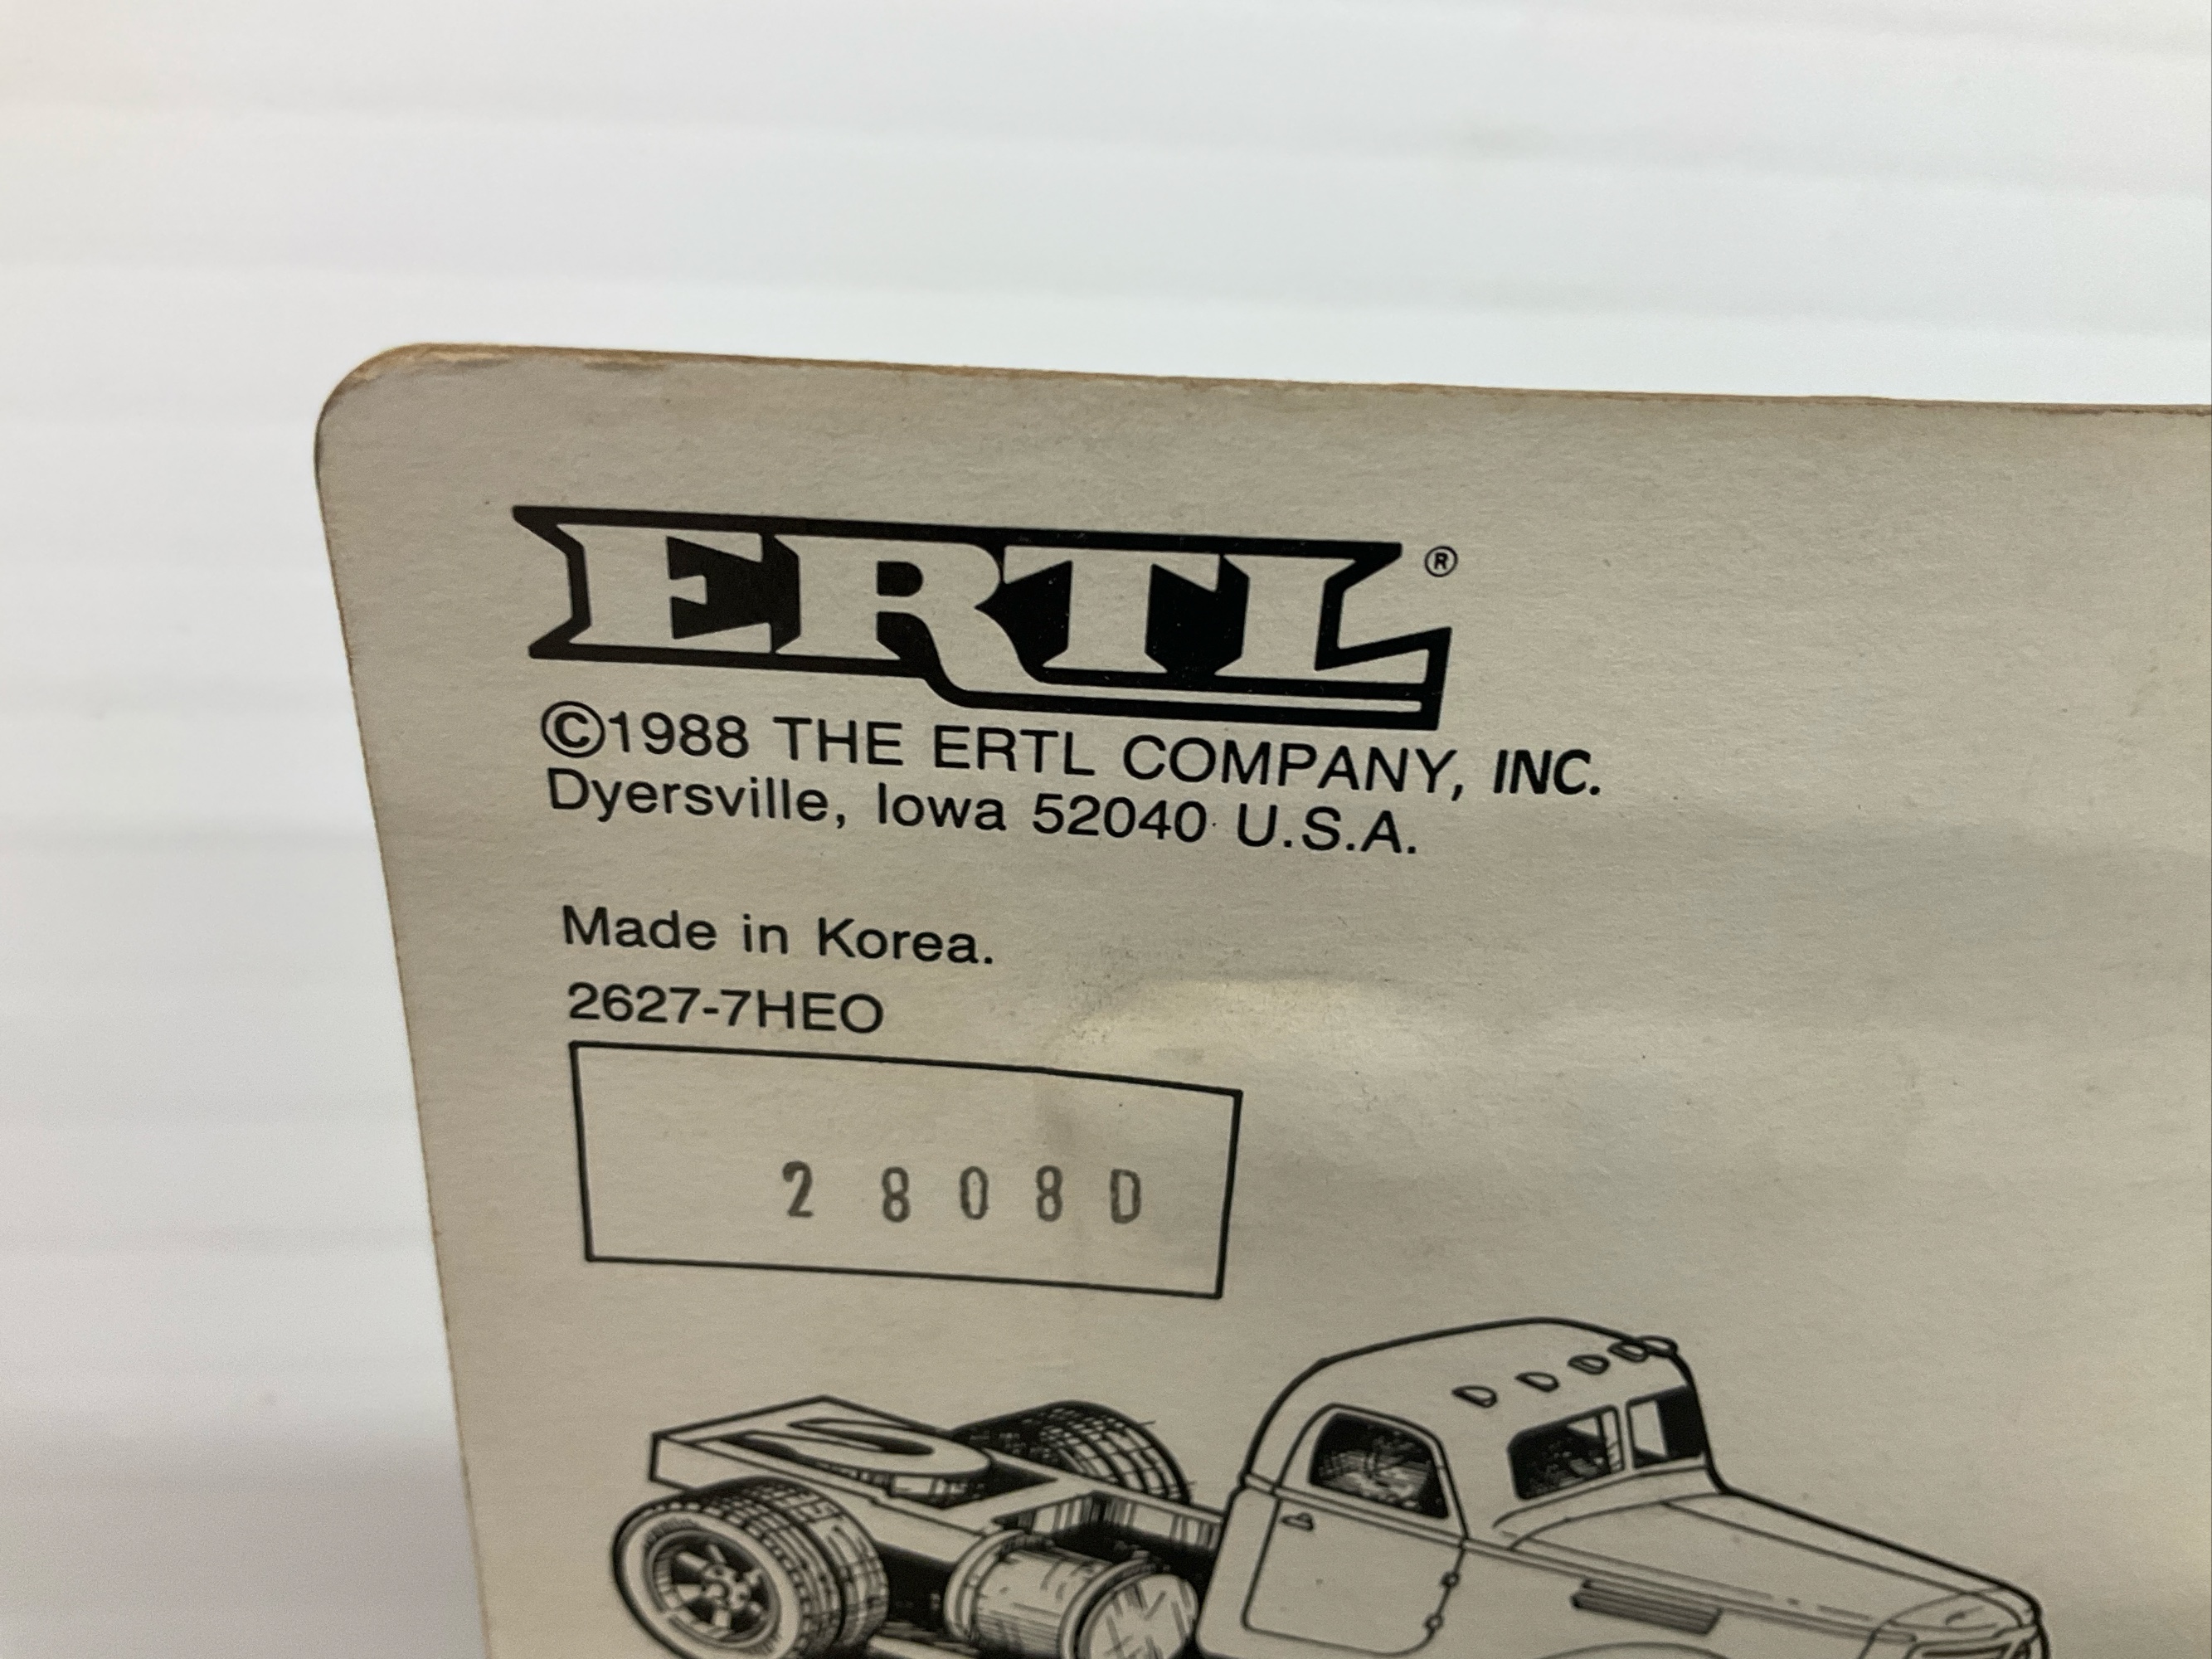 ERTL®
©1988 THE ERTL COMPANY, INC.
Dyersville, Iowa 52040 U.S.A.
Made in Korea.
2627-7HEO
2 8 0 8 D